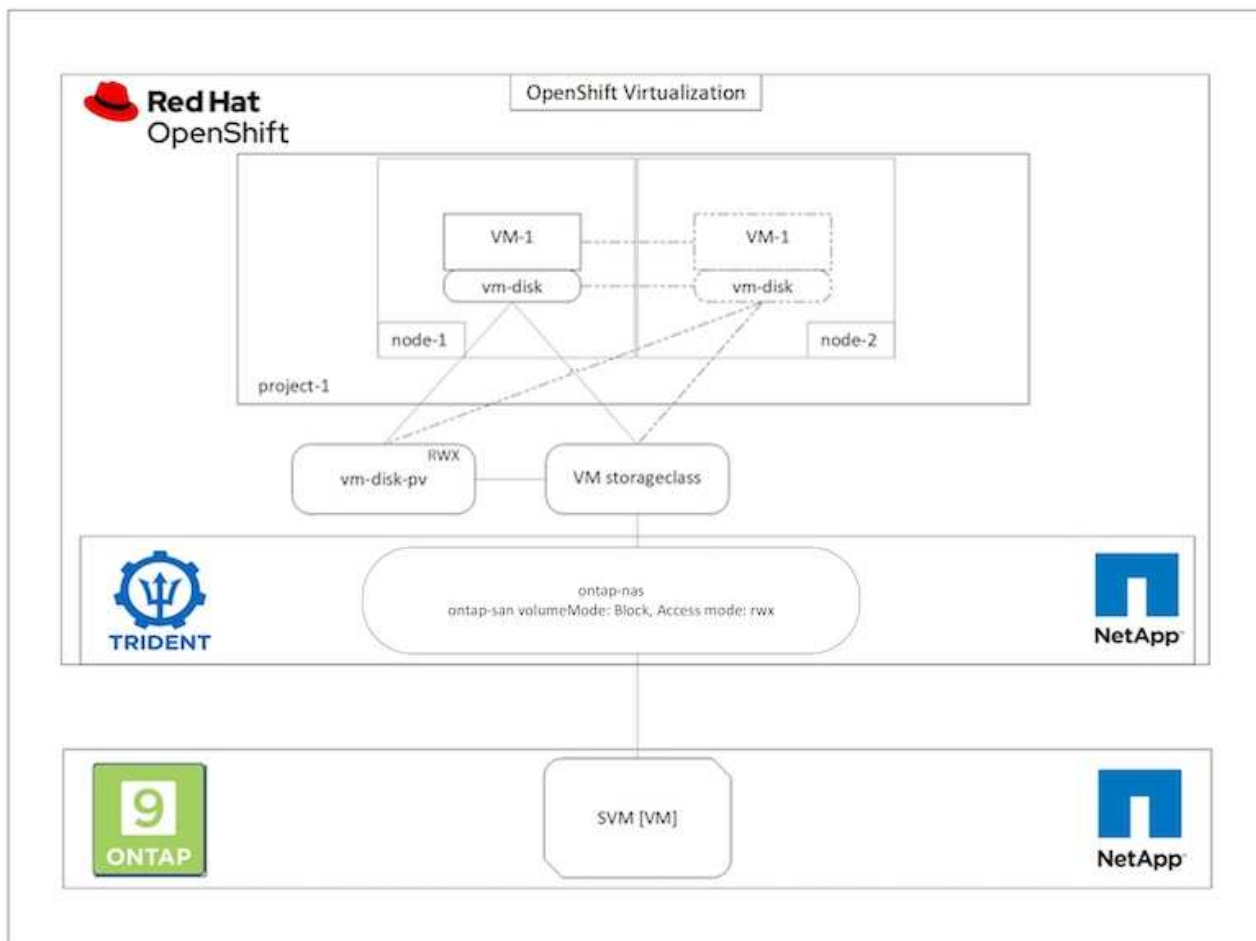 Red Hat
OpenShift
OpenShift Virtualization
VM-1
VM-1
vm-disk
vm-disk
node-1
node-2
project-1
RWX
vm-disk-pv
VM storageclass
ontap-nas
ontap-san volumeMode: Block, Access mode: rwx
TRIDENT
NetApp
9
ONTAP
SVM [VM]
NetApp